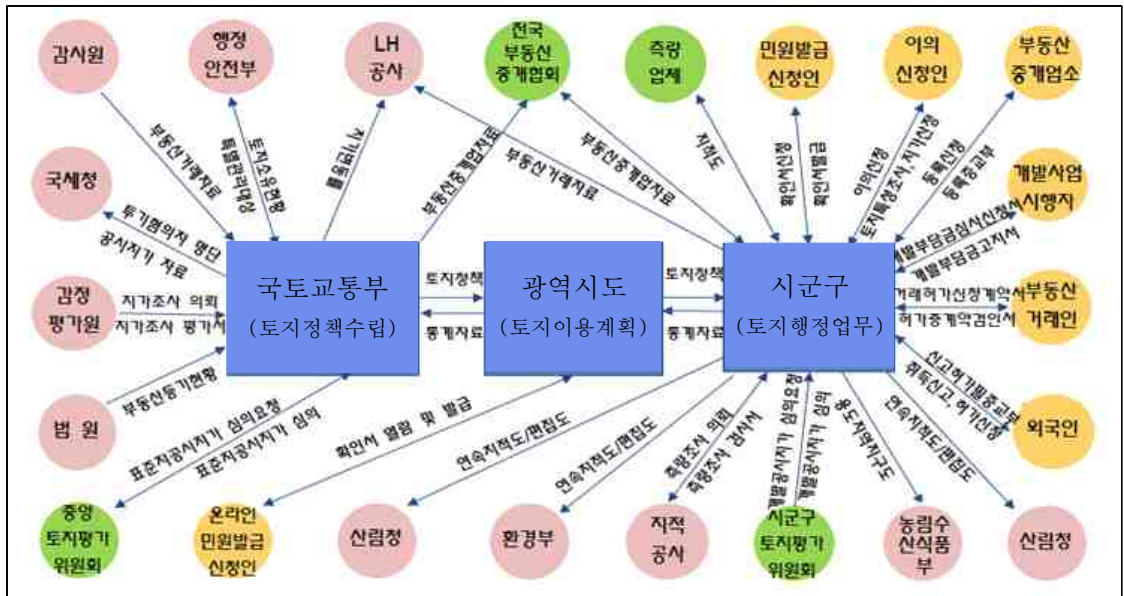 감사원
행정
안전부
LH
공사
전국
부동산
중개협회
측량
업체
민원발급
신청인
이의
신청인
부동산
중개업소
부동산거래자료
토지소유현황
특별관리대상
부동산중개업자료
부동산거래자료
부동산중개업자료
지적도
확인서신청
확인서발급
이의신청
토지특성조사,지가산정
등록신청
등록증교부
국세청
투기혐의자 명단
공시지가 자료
개발사업
시행자
개발부담금심사신청서
개발부담금고지서
국토교통부
(토지정책수립)
토지정책
통계자료
광역시도
(토지이용계획)
토지정책
통계자료
시군구
(토지행정업무)
감정
평가원
지가조사 의뢰
지가조사 평가서
거래허가신청계약서
허가증계약검인서
부동산
거래인
법 원
부동산등기현황
표준지공시지가 심의요청
표준지공시지가 심의
확인서 열람 및 발급
연속지적도/편집도
연속지적도/편집도
측량조사 의뢰
측량조사 검사서
개발공시지가 심의요청
개발공시지가 심의
용도지역지구도
연속지적도/편집도
신고허가필증교부
취득신고, 허가신청
외국인
중앙
토지평가
위원회
온라인
민원발급
신청인
산림청
환경부
지적
공사
시군구
토지평가
위원회
농림수
산식품
부
산림청